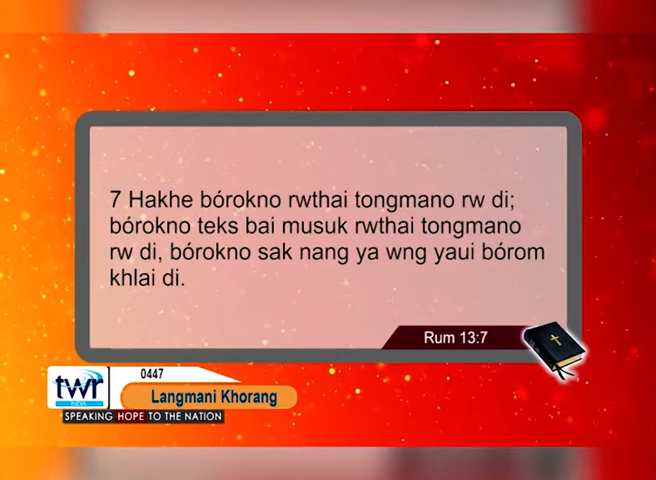 7 Hakhe bórokno rwthai tongmano rw di;
bórokno teks bai musuk rwthai tongmano
rw di, bórokno sak nang ya wng yaui bórom
khlai di.
Rum 13:7
0447
twr
INDIA
Langmani Khorang
SPEAKING HOPE TO THE NATION